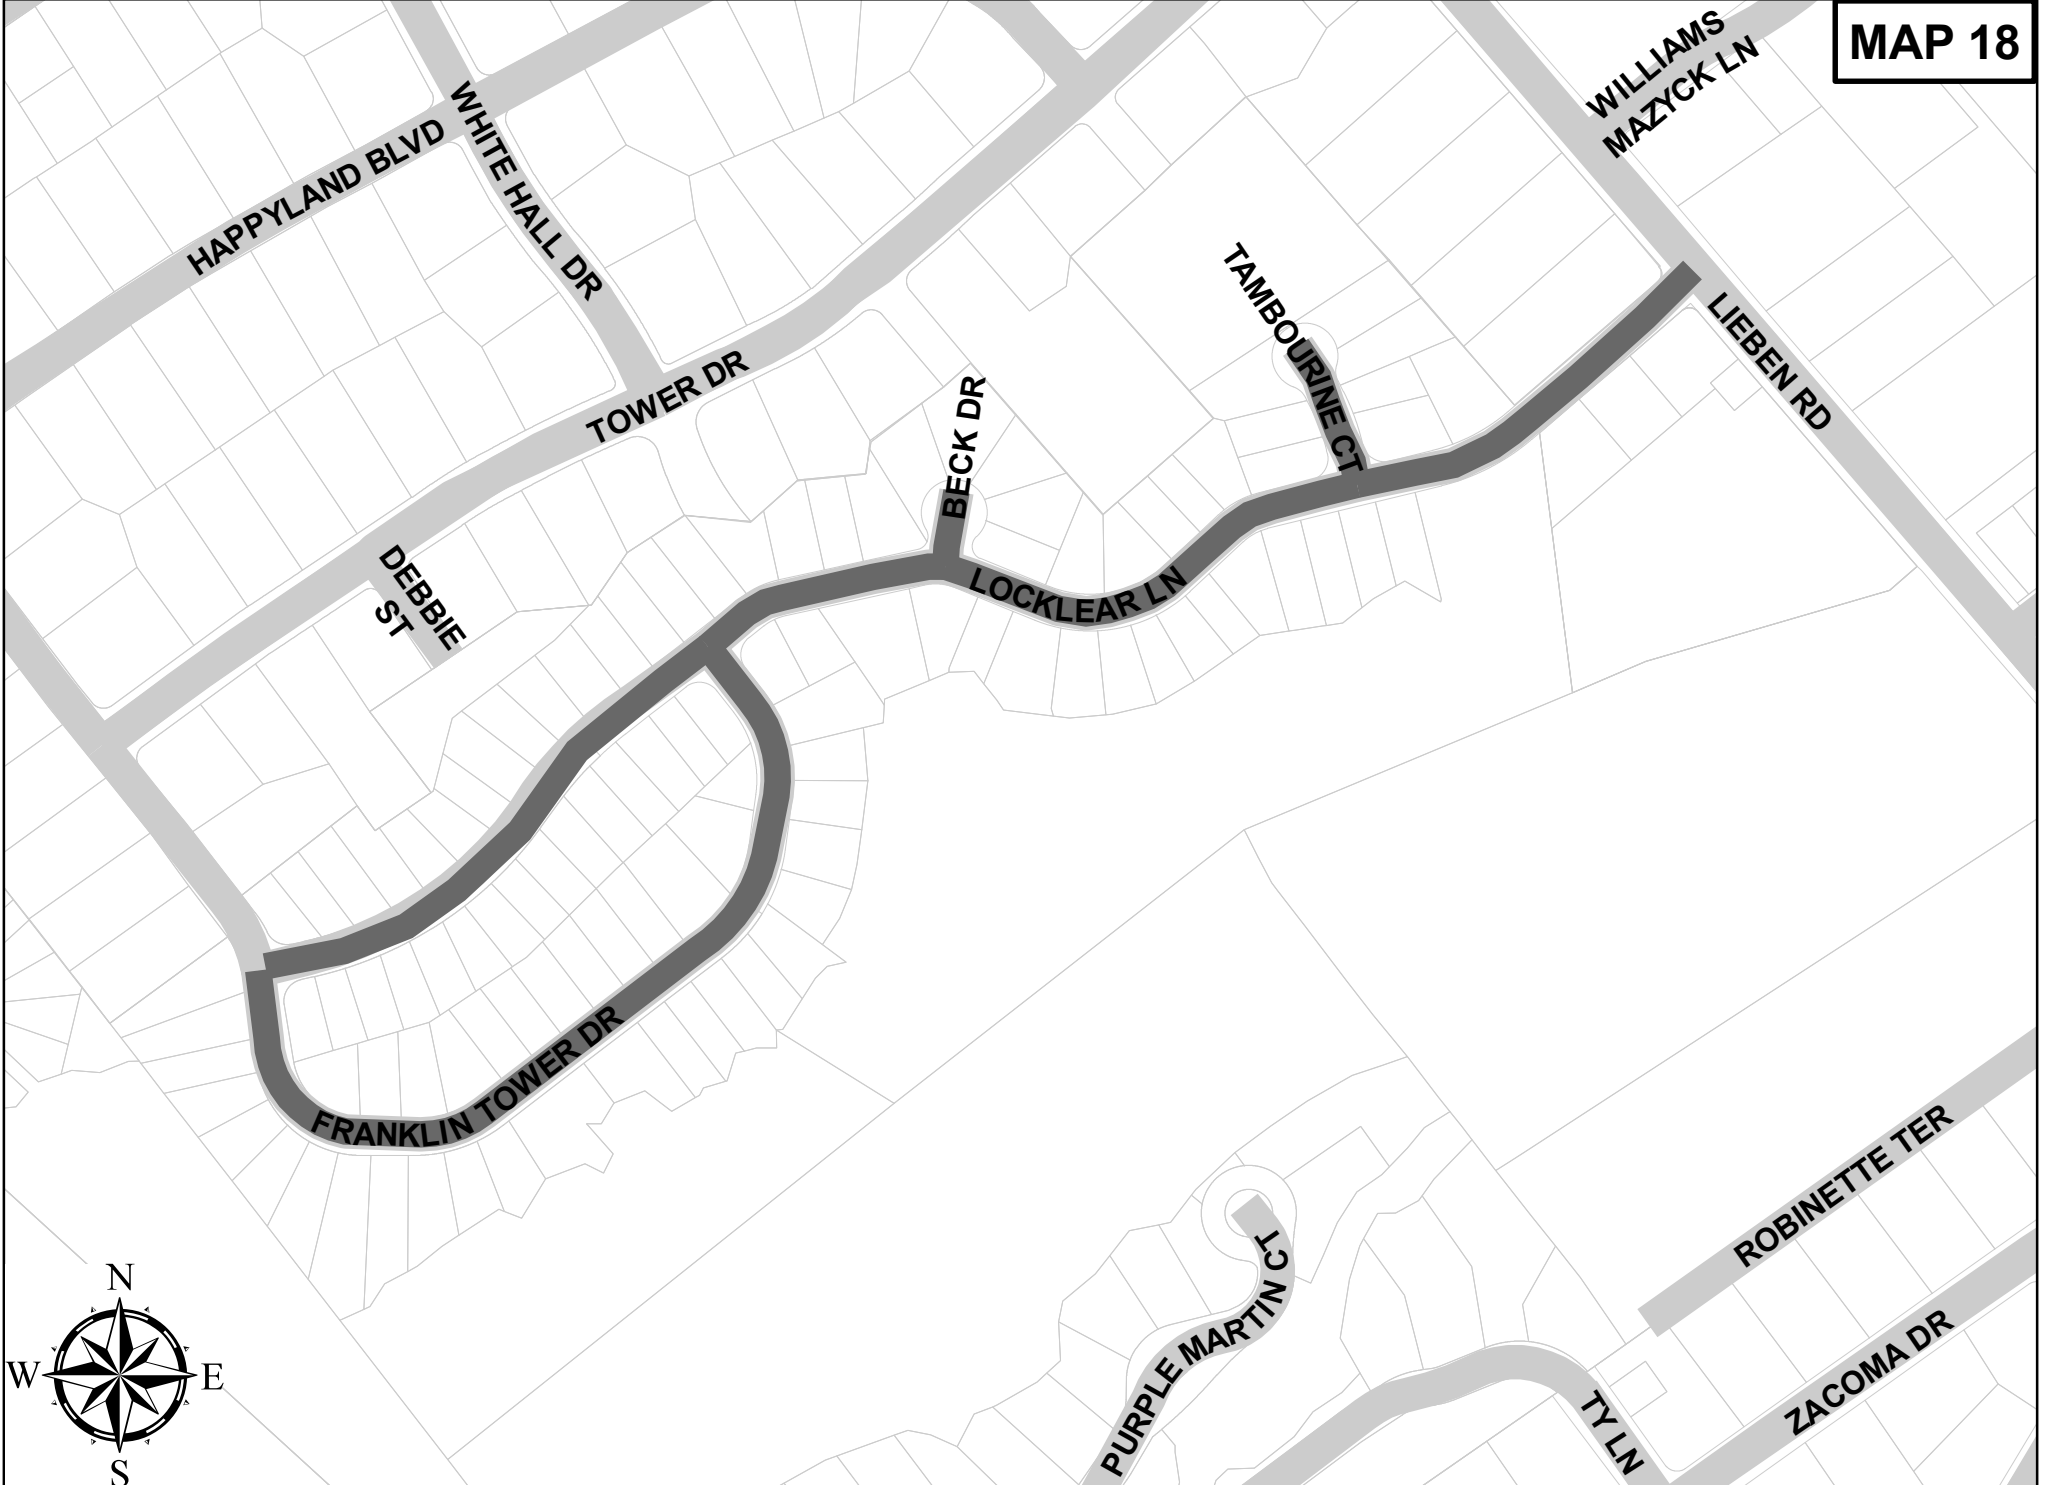 MAP 18
WILLIAMS
MAZYCK LN
WHITE HALL DR
HAPPYLAND BLVD
TAMBOURINE CT
LIEBEN RD
TOWER DR
BECK DR
DEBBIE
ST
LOCKLEAR LN
FRANKLIN TOWER DR
ROBINETTE TER
PURPLE MARTIN CT
ZACOMA DR
TY LN
N
W
E
S